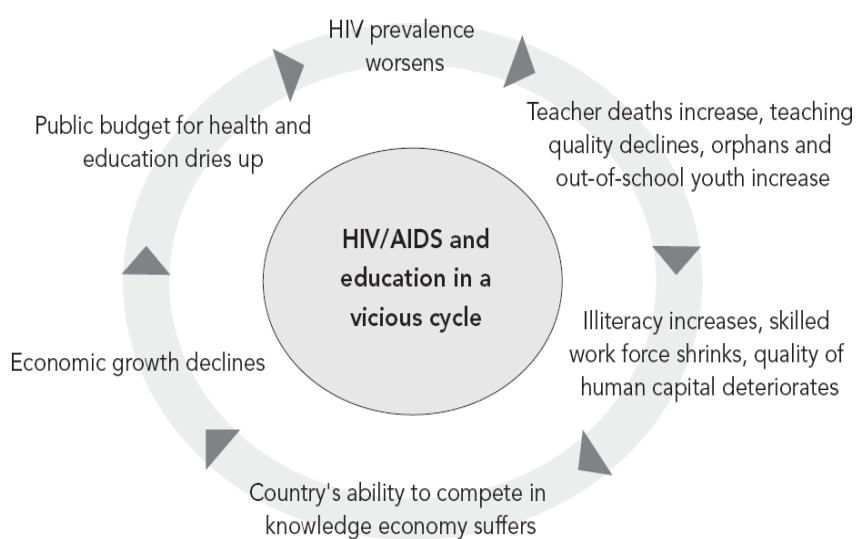 HIV prevalence
worsens
Teacher deaths increase, teaching
quality declines, orphans and
out-of-school youth increase
Illiteracy increases, skilled
work force shrinks, quality of
human capital deteriorates
Country's ability to compete in
knowledge economy suffers
Economic growth declines
Public budget for health and
education dries up
HIV/AIDS and
education in a
vicious cycle